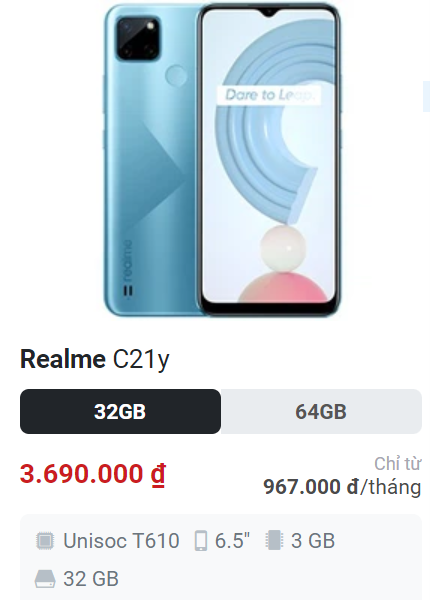 Dare to Leap.
realme
Realme C21y
32GB
64GB
3.690.000 ₫
Chỉ từ
967.000 đ/tháng
Unisoc T610
6.5"
3 GB
32 GB